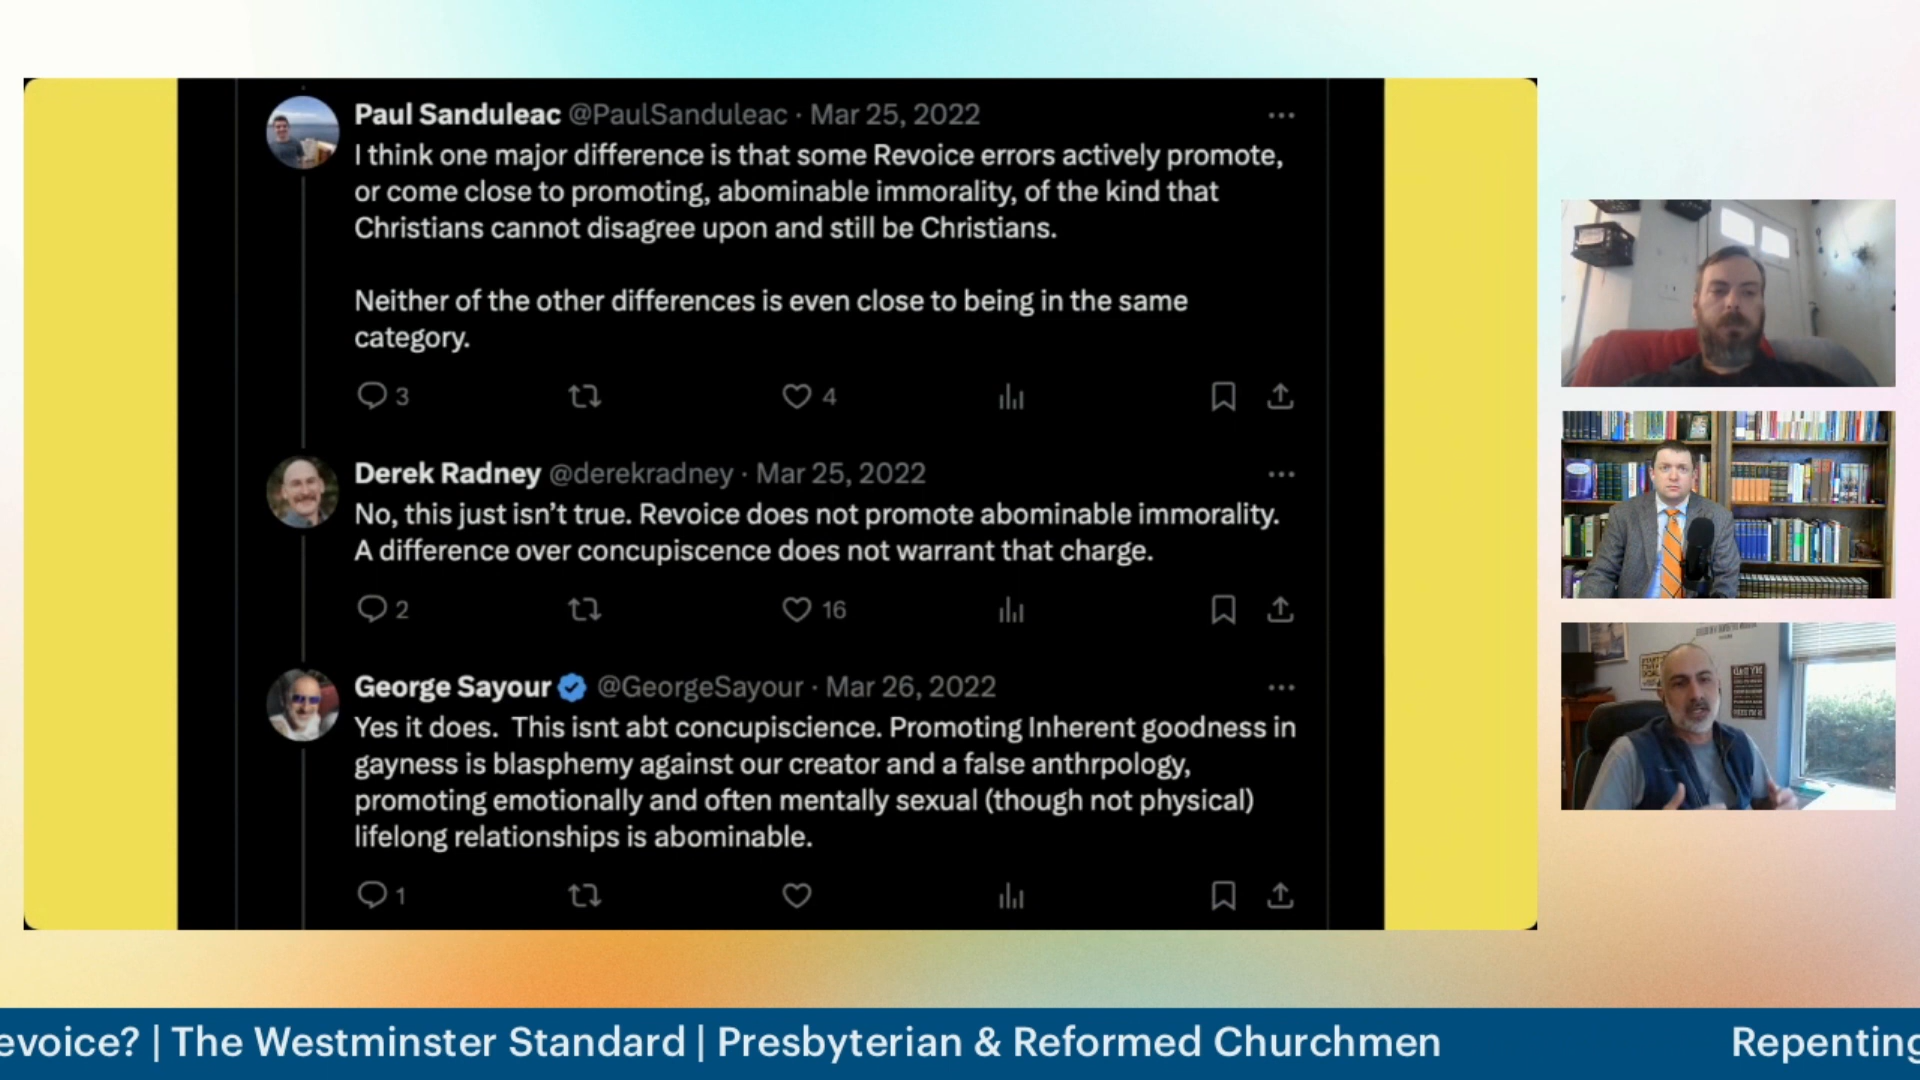 Paul Sanduleac @PaulSanduleac · Mar 25, 2022
I think one major difference is that some Revoice errors actively promote,
or come close to promoting, abominable immorality, of the kind that
Christians cannot disagree upon and still be Christians.
Neither of the other differences is even close to being in the same
category.
3 4
Derek Radney @derekradney · Mar 25, 2022
No, this just isn’t true. Revoice does not promote abominable immorality.
A difference over concupiscence does not warrant that charge.
2 16
George Sayour @GeorgeSayour · Mar 26, 2022
Yes it does.  This isnt abt concupiscience. Promoting Inherent goodness in
gayness is blasphemy against our creator and a false anthrpology,
promoting emotionally and often mentally sexual (though not physical)
lifelong relationships is abominable.
1
evoice? | The Westminster Standard | Presbyterian & Reformed Churchmen Repenting